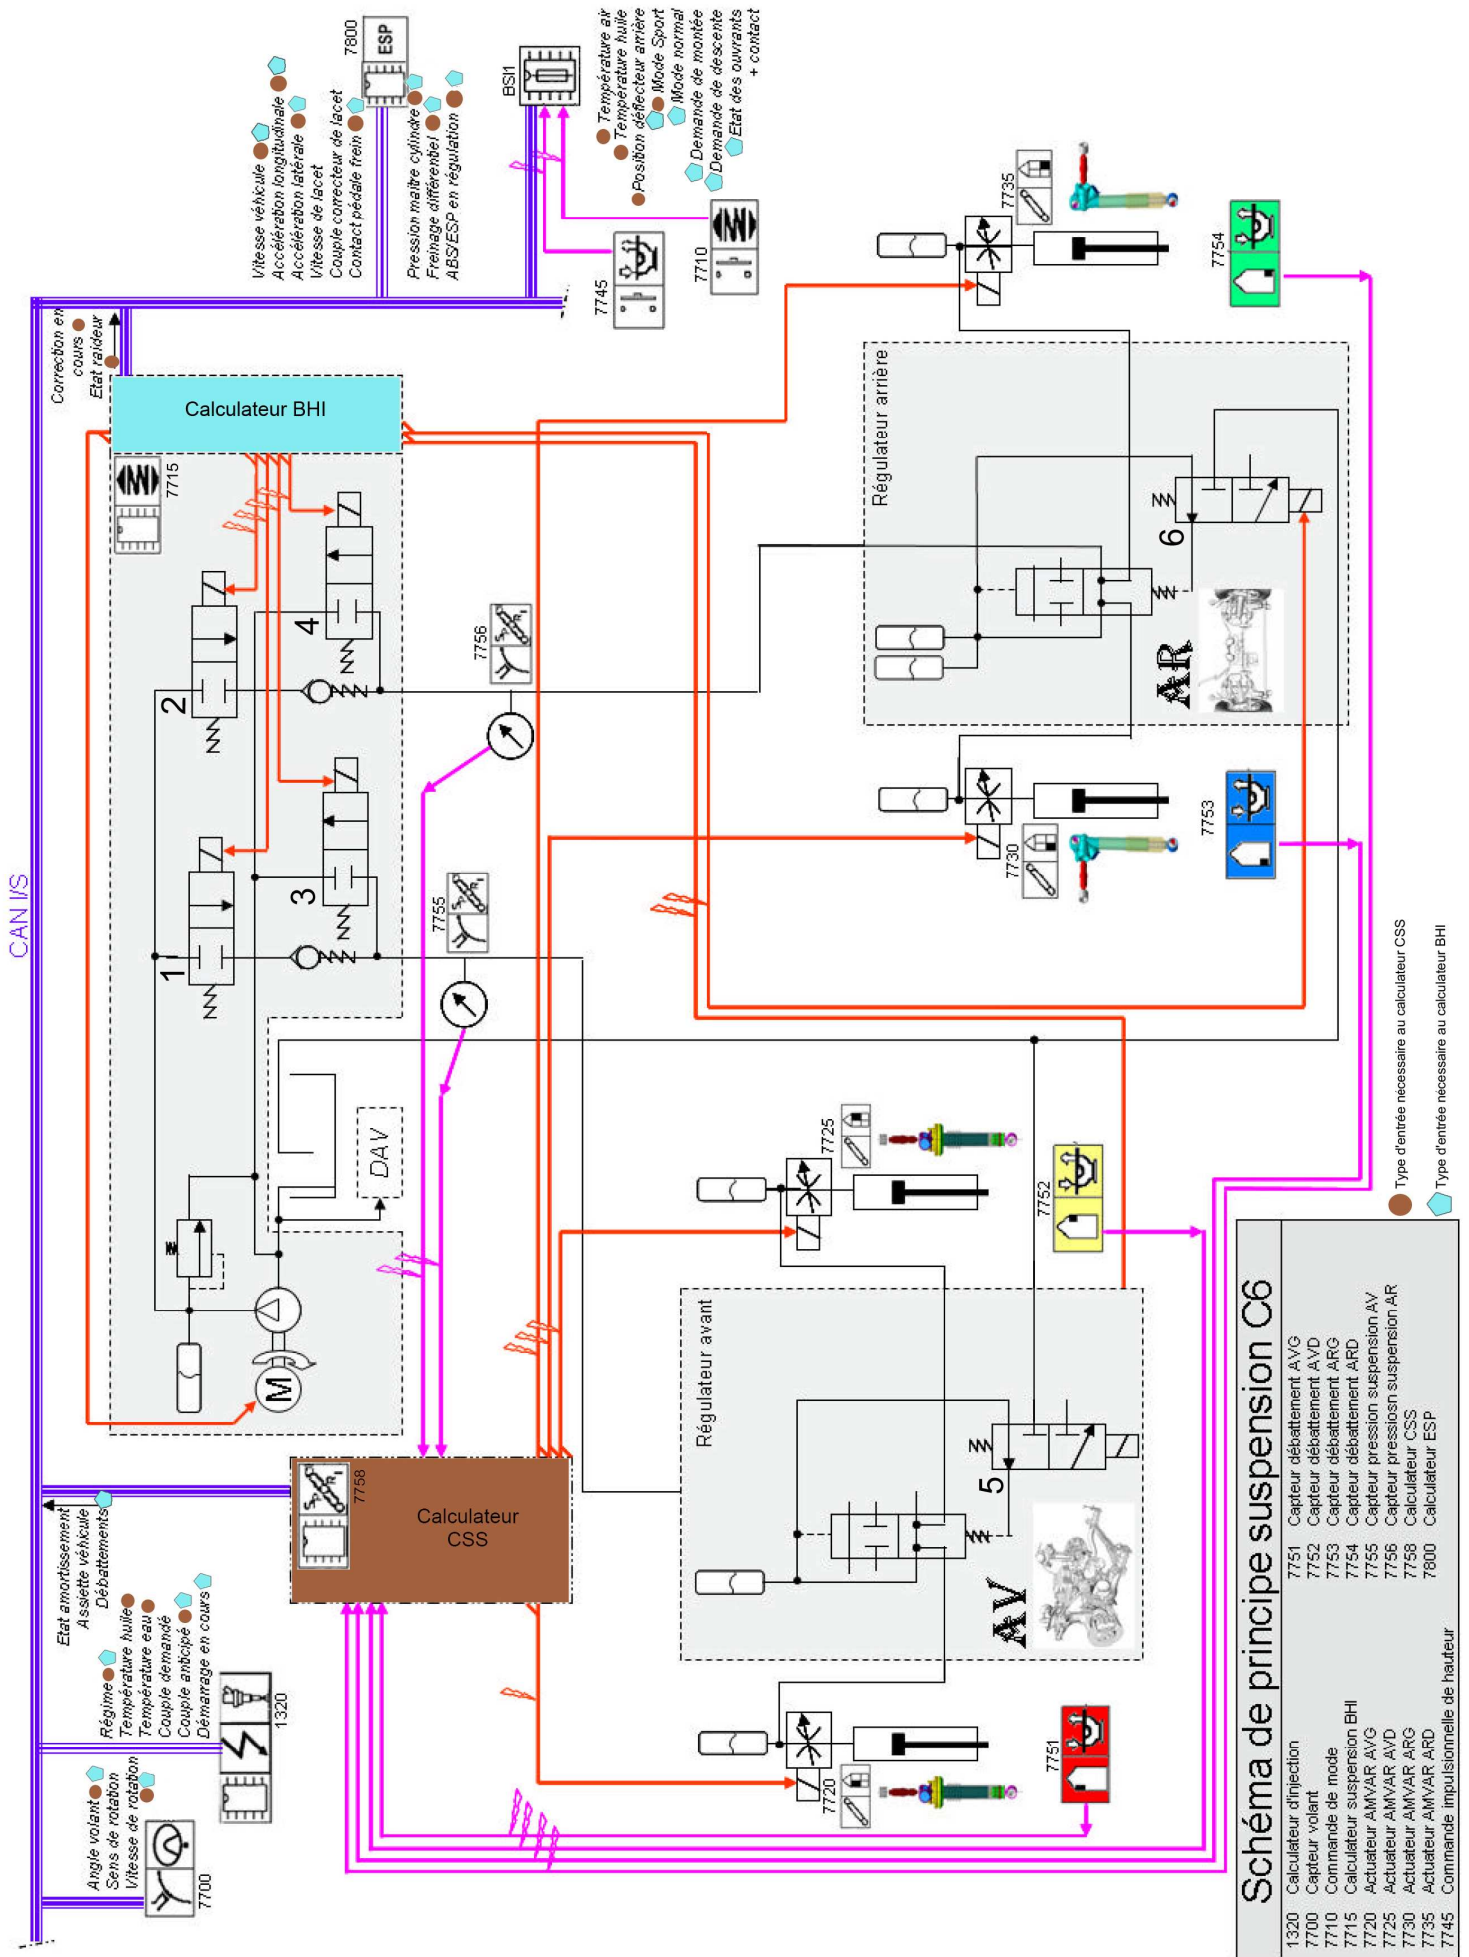 CAN I/S
Angle volant
Sens de rotation
Vitesse de rotation
7700
Régime
Température huile
Température eau
Couple demandé
Couple anticipé
Démarrage en cours
1320
Etat amortissement
Assiette véhicule
Débattements
Correction en
cours
Etat raideur
Vitesse véhicule
Accélération longitudinale
Accélération latérale
Vitesse de lacet
Couple correcteur de lacet
Contact pédale frein
Pression maître cylindre
Freinage différentiel
ABS/ESP en régulation
7800
ESP
BSI1
Température air
Température huile
Position déflecteur arrière
Mode Sport
Mode normal
Demande de montée
Demande de descente
Etat des ouvrants
+ contact
7745
7710
Calculateur BHI
7715
1
2
3
4
M
DAV
7755
7756
7758
Calculateur
CSS
Régulateur avant
5
AV
Régulateur arrière
6
AR
7720
7725
7730
7735
7751
7752
7753
7754
Schéma de principe suspension C6
1320 Calculateur d'injection
7700 Capteur volant
7710 Commande de mode
7715 Calculateur suspension BHI
7720 Actuateur AMVAR AVG
7725 Actuateur AMVAR AVD
7730 Actuateur AMVAR ARG
7735 Actuateur AMVAR ARD
7745 Commande impulsionnelle de hauteur
7751 Capteur débattement AVG
7752 Capteur débattement AVD
7753 Capteur débattement ARG
7754 Capteur débattement ARD
7755 Capteur pression suspension AV
7756 Capteur pressiosn suspension AR
7758 Calculateur CSS
7800 Calculateur ESP
Type d'entrée nécessaire au calculateur CSS
Type d'entrée nécessaire au calculateur BHI